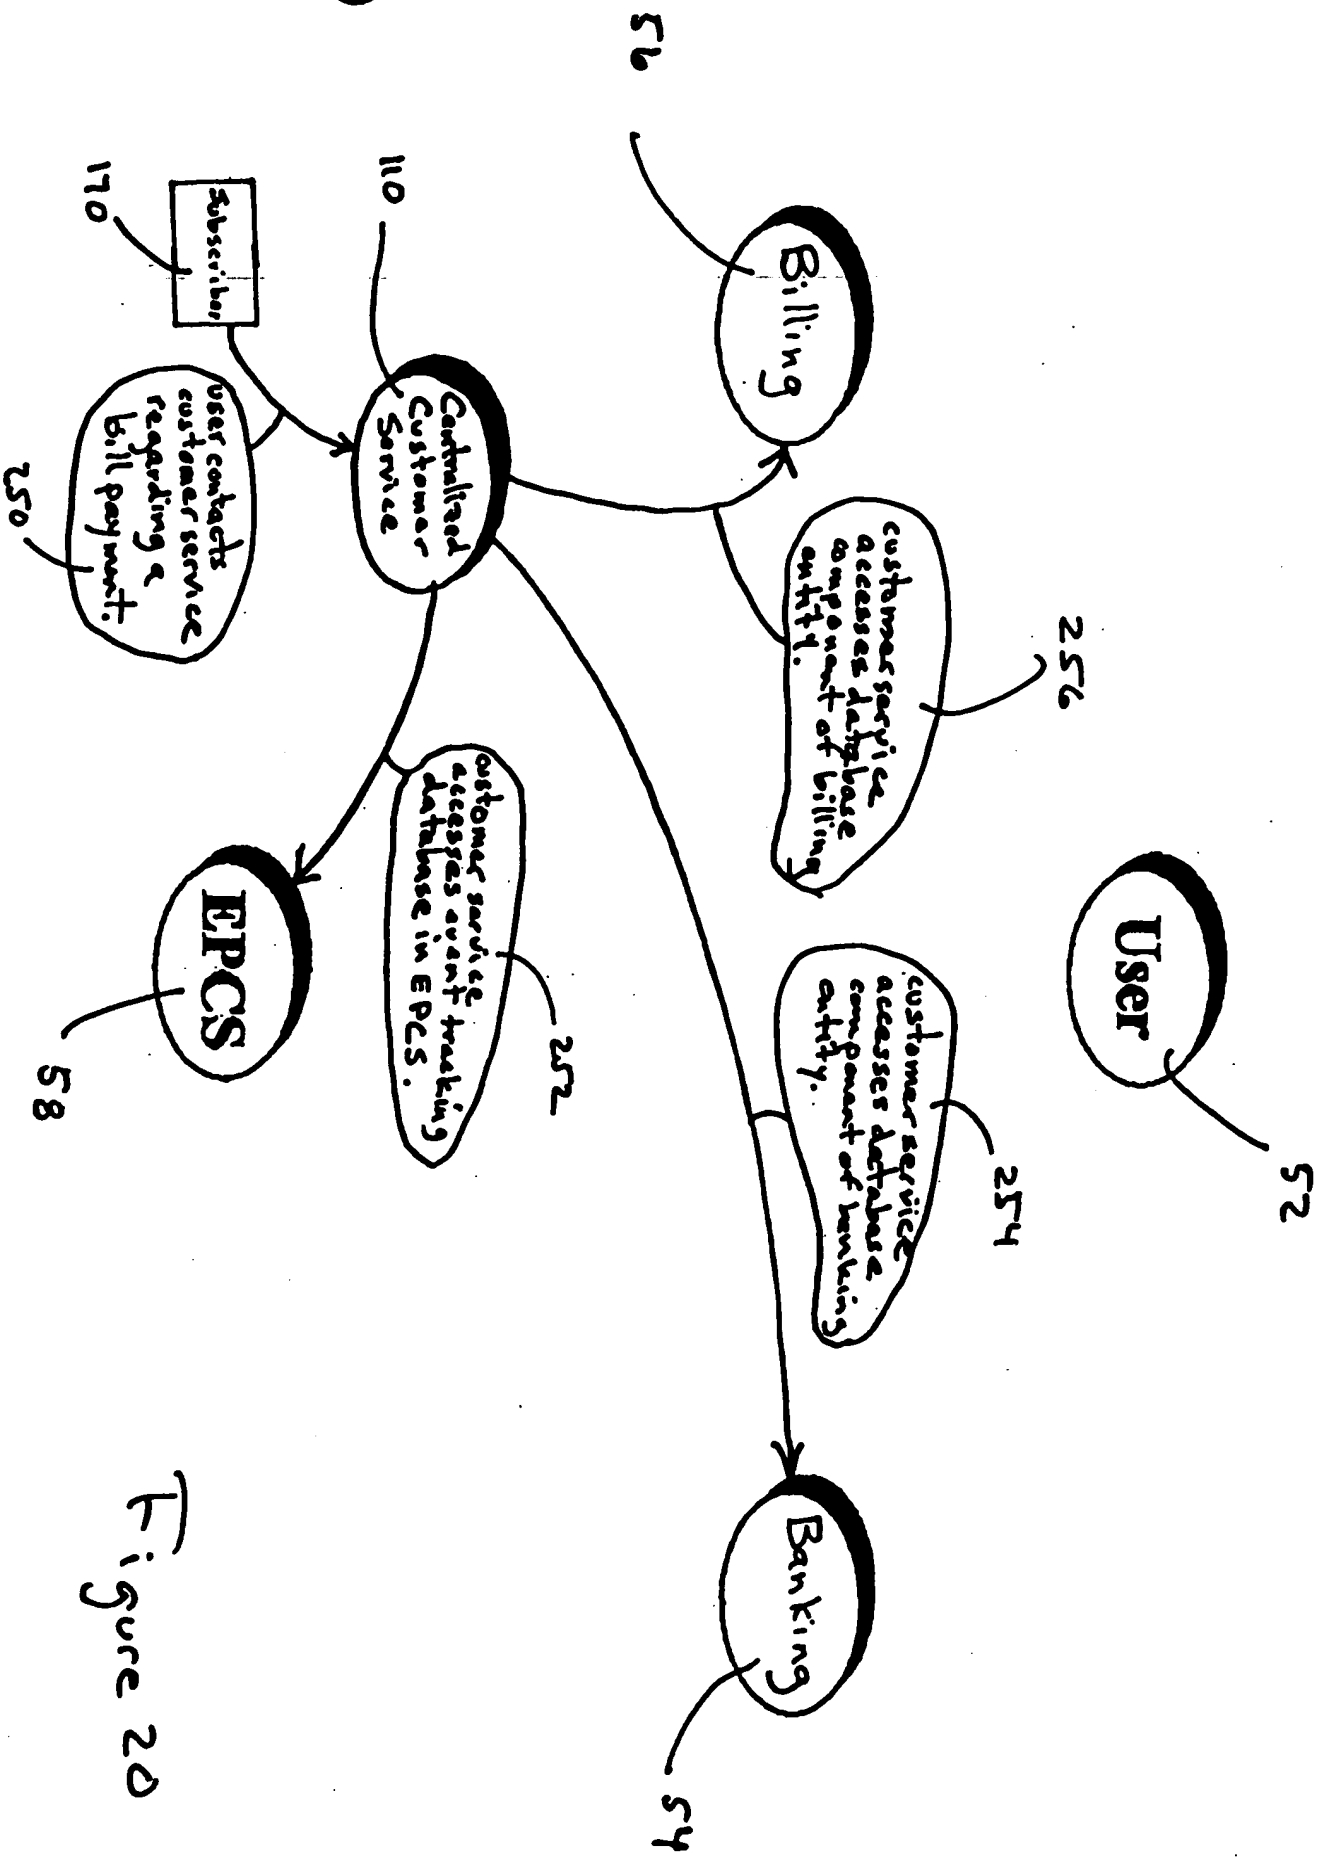 52
User
256
customer service
accesses database
component of billing
entity.
254
customer service
accesses database
component of banking
entity.
56
Billing
Banking
54
252
customer service
accesses event tracking
database in EPCS.
110
Centralized
Customer
Service
170
Subscriber
user contacts
customer service
regarding a
bill payment.
250
EPCS
58
Figure 20